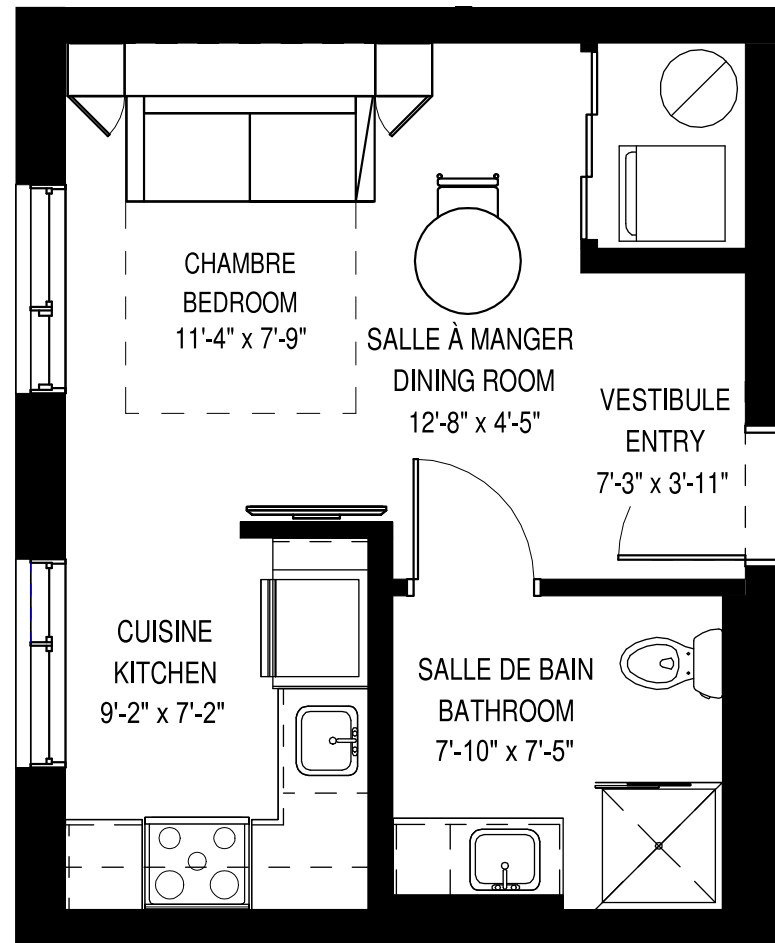 CHAMBRE
BEDROOM
11'-4" x 7'-9"
SALLE À MANGER
DINING ROOM
12'-8" x 4'-5"
VESTIBULE
ENTRY
7'-3" x 3'-11"
CUISINE
KITCHEN
9'-2" x 7'-2"
SALLE DE BAIN
BATHROOM
7'-10" x 7'-5"